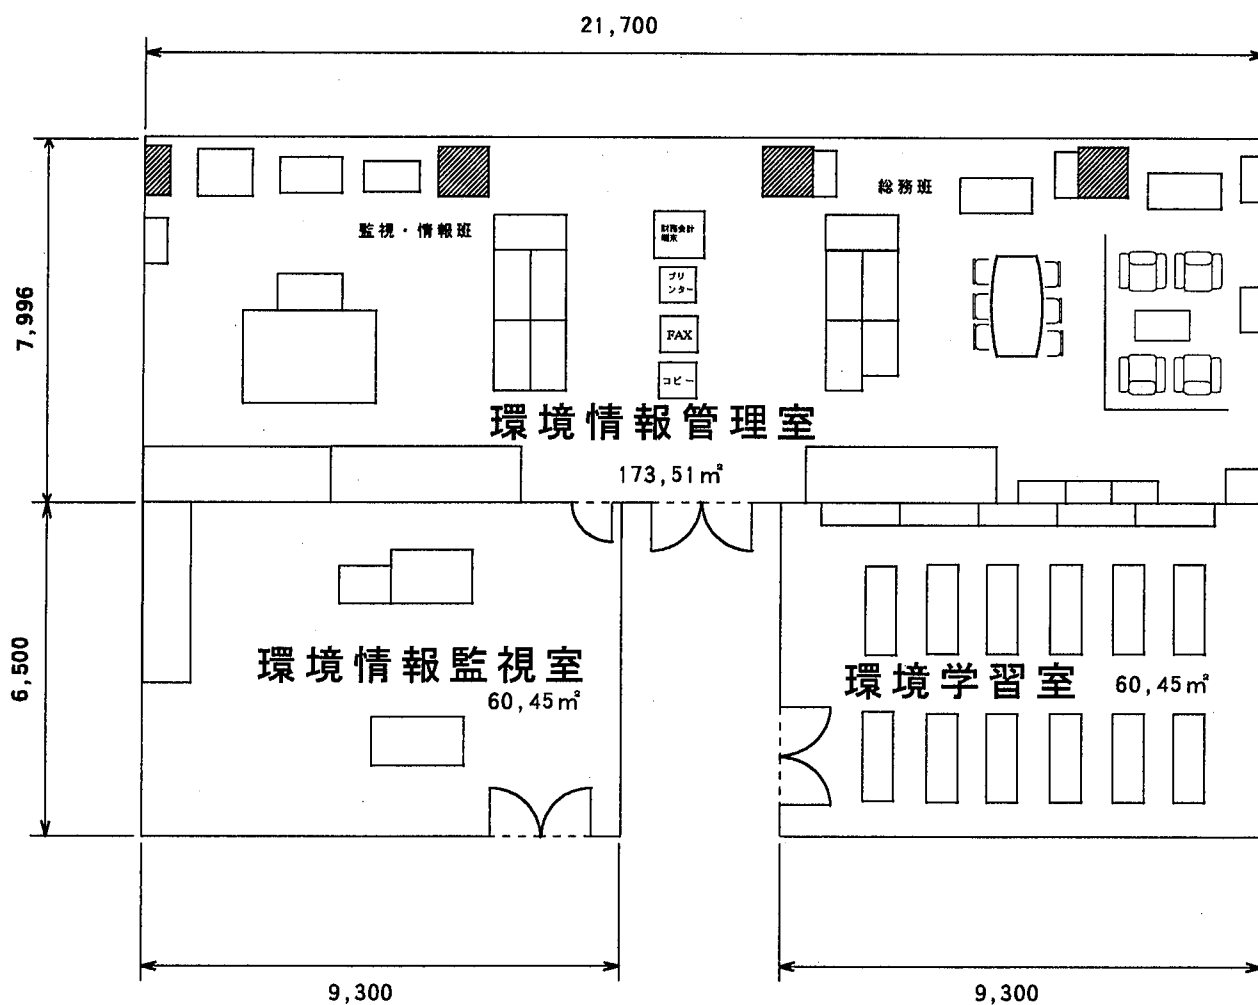 21,700
総務班
監視・情報班
財務会計
端末
プリ
ンター
7,996
FAX
コピー
環境情報管理室
173,51㎡
6,500
環境情報監視室
60,45㎡
環境学習室
60,45㎡
9,300
9,300